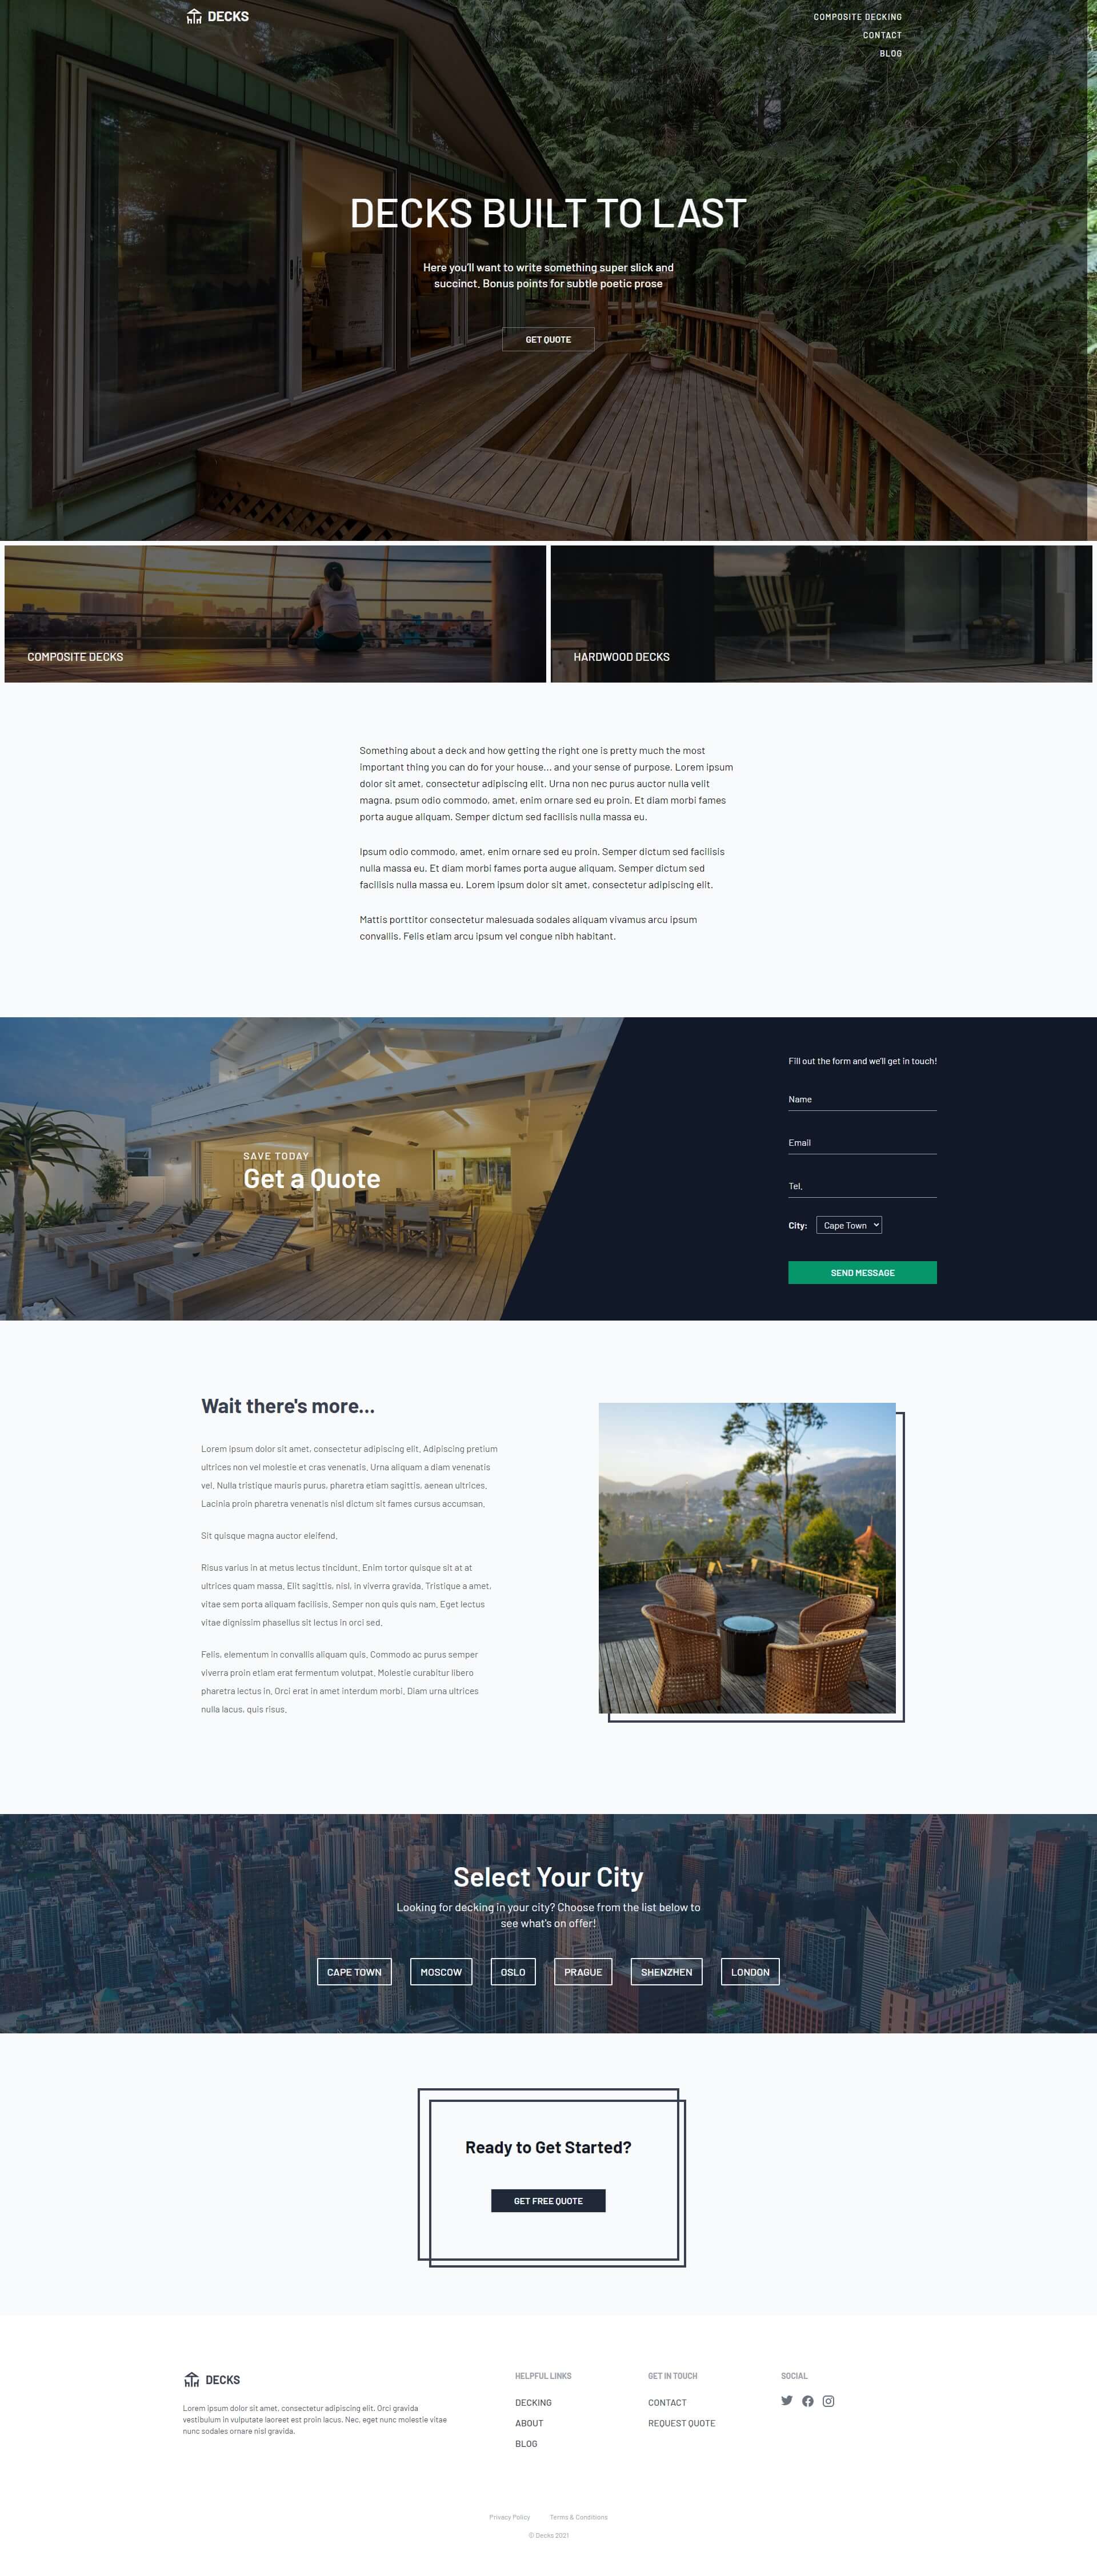 DECKS
COMPOSITE DECKING
CONTACT
BLOG
DECKS BUILT TO LAST
Here you'll want to write something super slick and
succinct. Bonus points for subtle poetic prose
GET QUOTE
COMPOSITE DECKS
HARDWOOD DECKS
Something about a deck and how getting the right one is pretty much the most
important thing you can do for your house... and your sense of purpose. Lorem ipsum
dolor sit amet, consectetur adipiscing elit. Urna non nec purus auctor nulla velit
magna. psum odio commodo, amet, enim ornare sed eu proin. Et diam morbi fames
porta augue aliquam. Semper dictum sed facilisis nulla massa eu.
Ipsum odio commodo, amet, enim ornare sed eu proin. Semper dictum sed facilisis
nulla massa eu. Et diam morbi fames porta augue aliquam. Semper dictum sed
facilisis nulla massa eu. Lorem ipsum dolor sit amet, consectetur adipiscing elit.
Mattis porttitor consectetur malesuada sodales aliquam vivamus arcu ipsum
convallis. Felis etiam arcu ipsum vel congue nibh habitant.
SAVE TODAY
Get a Quote
Fill out the form and we'll get in touch!
Name
Email
Tel.
City: Cape Town
SEND MESSAGE
Wait there's more...
Lorem ipsum dolor sit amet, consectetur adipiscing elit. Adipiscing pretium
ultrices non vel molestie et cras venenatis. Urna aliquam a diam venenatis
vel. Nulla tristique mauris purus, pharetra etiam sagittis, aenean ultrices.
Lacinia proin pharetra venenatis nisl dictum sit fames cursus accumsan.
Sit quisque magna auctor eleifend.
Risus varius in at metus lectus tincidunt. Enim tortor quisque sit at at
ultrices quam massa. Elit sagittis, nisl, in viverra gravida. Tristique a amet,
vitae sem porta aliquam facilisis. Semper non quis quis nam. Eget lectus
vitae dignissim phasellus sit lectus in orci sed.
Felis, elementum in convallis aliquam quis. Commodo ac purus semper
viverra proin etiam erat fermentum volutpat. Molestie curabitur libero
pharetra lectus in. Orci erat in amet interdum morbi. Diam urna ultrices
nulla lacus, quis risus.
Select Your City
Looking for decking in your city? Choose from the list below to
see what's on offer!
CAPE TOWN MOSCOW OSLO PRAGUE SHENZHEN LONDON
Ready to Get Started?
GET FREE QUOTE
DECKS
Lorem ipsum dolor sit amet, consectetur adipiscing elit. Orci gravida
vestibulum in vulputate laoreet est proin lacus. Nec, eget nunc molestie vitae
nunc sodales ornare nisl gravida.
HELPFUL LINKS
DECKING
ABOUT
BLOG
GET IN TOUCH
CONTACT
REQUEST QUOTE
SOCIAL
Privacy Policy Terms & Conditions
© Decks 2021